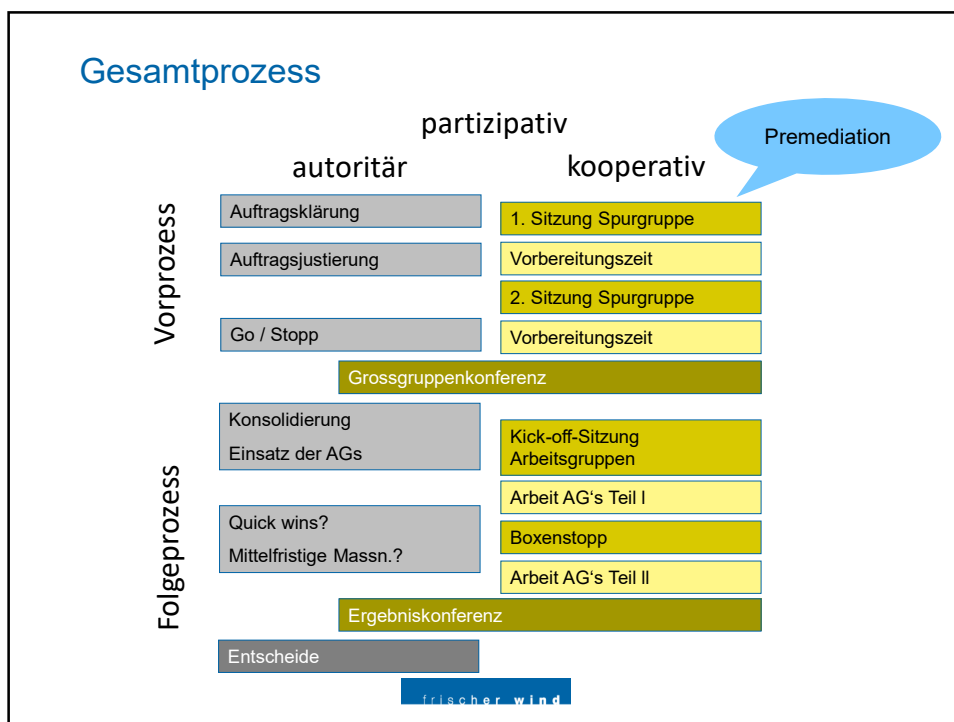 Gesamtprozess
partizipativ
Premediation
autoritär
kooperativ
Vorprozess
Auftragsklärung
1. Sitzung Spurgruppe
Auftragsjustierung
Vorbereitungszeit
2. Sitzung Spurgruppe
Go / Stopp
Vorbereitungszeit
Grossgruppenkonferenz
Folgeprozess
Konsolidierung
Einsatz der AGs
Kick-off-Sitzung
Arbeitsgruppen
Arbeit AG‘s Teil I
Quick wins?
Mittelfristige Massn.?
Boxenstopp
Arbeit AG‘s Teil II
Ergebniskonferenz
Entscheide
frischer wind